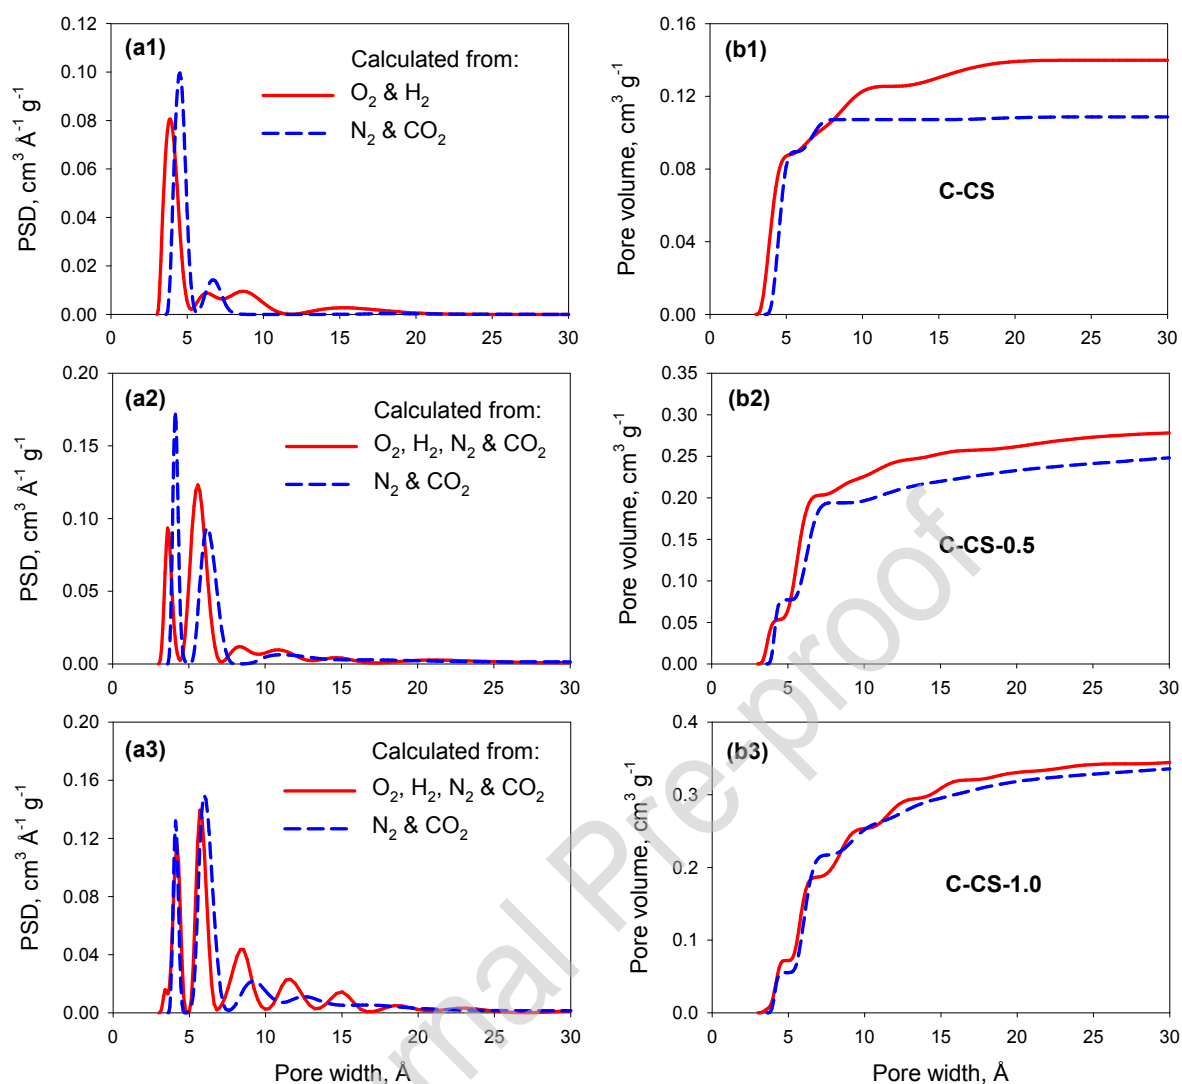 (a1)
Calculated from:
O2 & H2
N2 & CO2
PSD, cm3 Å-1 g-1
0.12
0.10
0.08
0.06
0.04
0.02
0.00
0 5 10 15 20 25 30
(b1)
C-CS
Pore volume, cm3 g-1
0.16
0.12
0.08
0.04
0.00
0 5 10 15 20 25 30
(a2)
Calculated from:
O2, H2, N2 & CO2
N2 & CO2
PSD, cm3 Å-1 g-1
0.20
0.15
0.10
0.05
0.00
0 5 10 15 20 25 30
(b2)
C-CS-0.5
Pore volume, cm3 g-1
0.35
0.30
0.25
0.20
0.15
0.10
0.05
0.00
0 5 10 15 20 25 30
(a3)
Calculated from:
O2, H2, N2 & CO2
N2 & CO2
PSD, cm3 Å-1 g-1
0.20
0.16
0.12
0.08
0.04
0.00
0 5 10 15 20 25 30
Pore width, Å
(b3)
C-CS-1.0
Pore volume, cm3 g-1
0.4
0.3
0.2
0.1
0.0
0 5 10 15 20 25 30
Pore width, Å
rnal Pre-proof